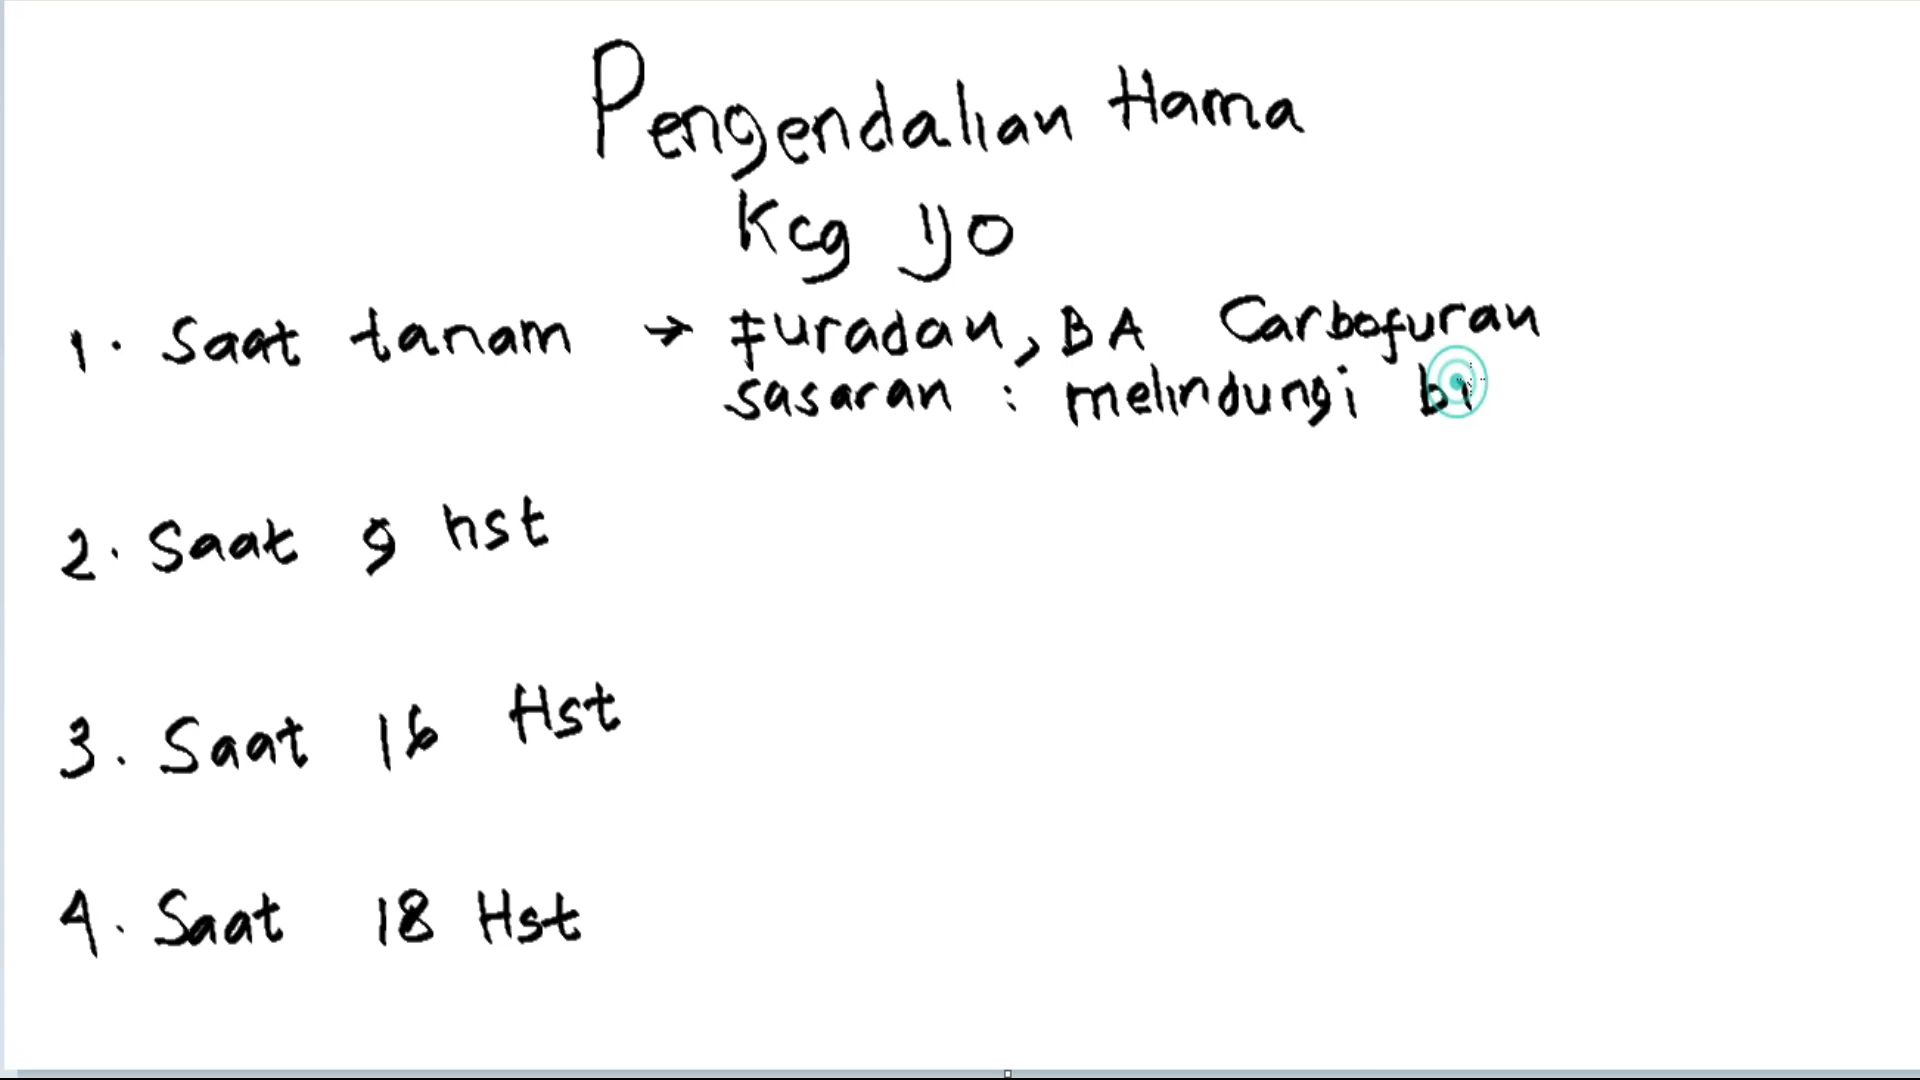 Pengendalian Hama
Kcg ijo
1. Saat tanam → Furadan, BA Carbofuran
sasaran : melindungi bi
2. Saat 9 hst
3. Saat 16 Hst
4. Saat 18 Hst